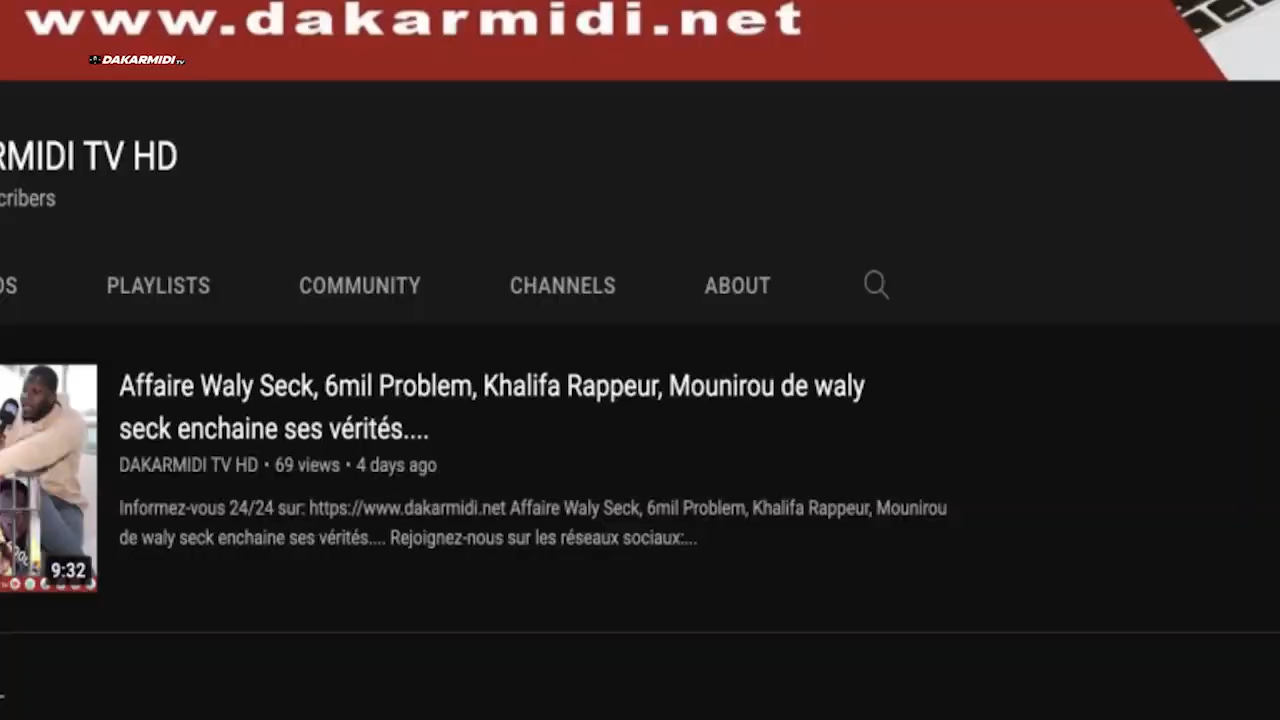 www.dakarmidi.net
DAKARMIDI TV
RMIDI TV HD
cribers
OS
PLAYLISTS
COMMUNITY
CHANNELS
ABOUT
Affaire Waly Seck, 6mil Problem, Khalifa Rappeur, Mounirou de waly
seck enchaine ses vérités....
DAKARMIDI TV HD • 69 views • 4 days ago
Informez-vous 24/24 sur: https://www.dakarmidi.net Affaire Waly Seck, 6mil Problem, Khalifa Rappeur, Mounirou
de waly seck enchaine ses vérités.... Rejoignez-nous sur les réseaux sociaux:...
9:32